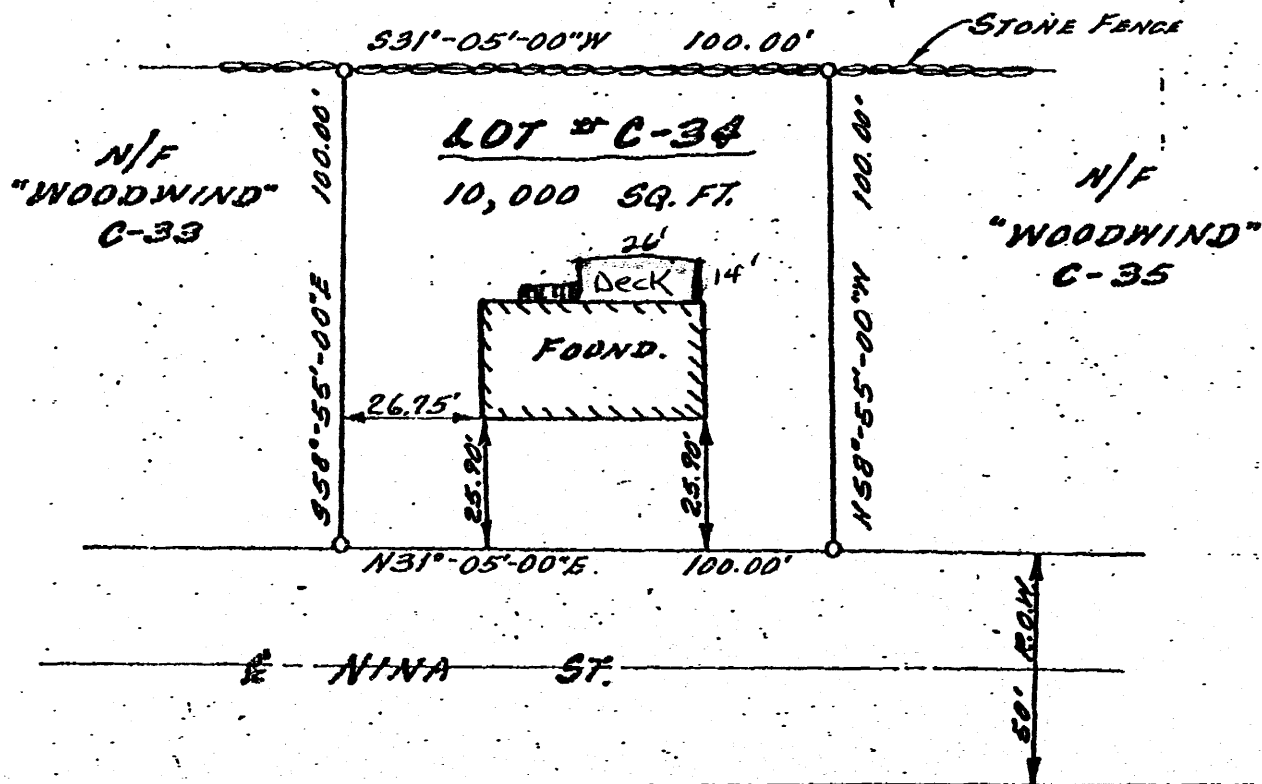 STONE FENCE
S31°-05'-00"W 100.00'
LOT # C-34
10,000 SQ. FT.
N/F
"WOODWIND"
C-33
100.00'
S58°-55'-00"E
100.00'
N58°-55'-00"W
N/F
"WOODWIND"
C-35
26'
Deck 14'
FOUND.
26.75'
25.90'
25.90'
N31°-05'-00"E. 100.00'
℄ NINA ST.
50' R.O.W